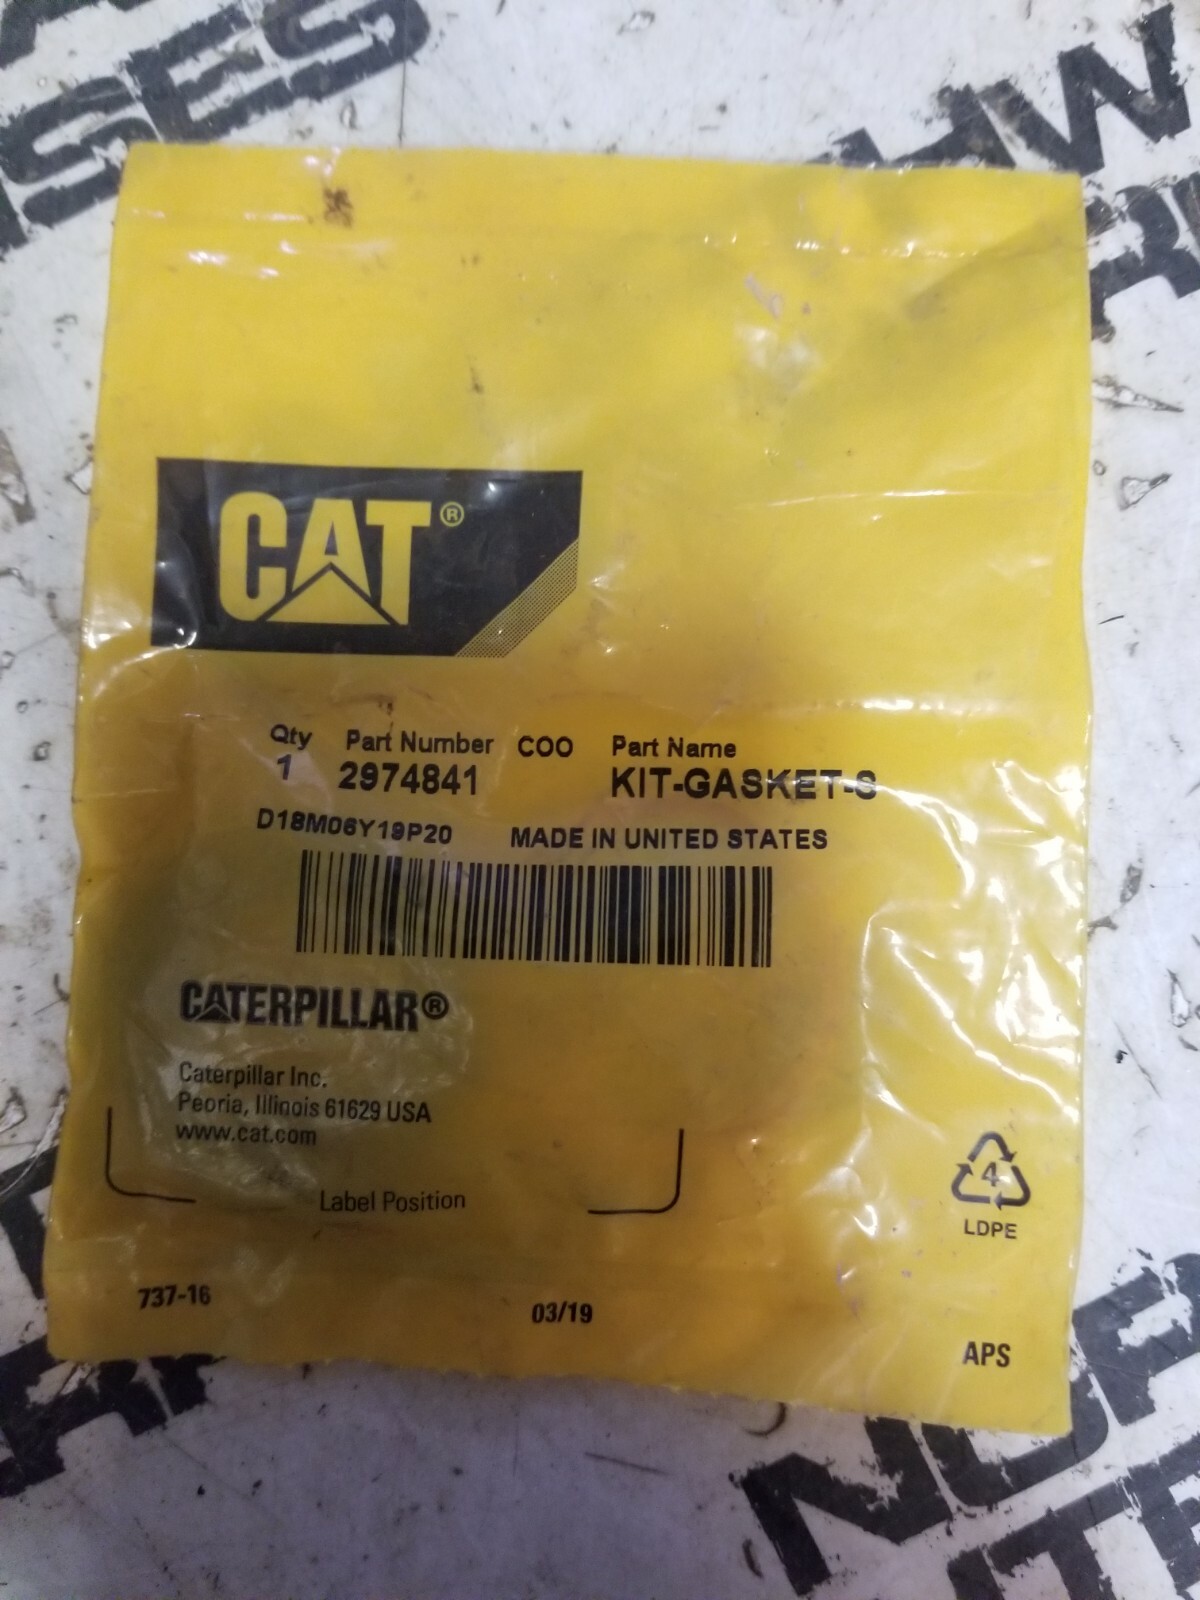 CAT®
Qty Part Number COO Part Name
1 2974841 KIT-GASKET-S
D18M06Y19P20 MADE IN UNITED STATES
CATERPILLAR®
Caterpillar Inc.
Peoria, Illinois 61629 USA
www.cat.com
Label Position
4
LDPE
737-16
03/19
APS